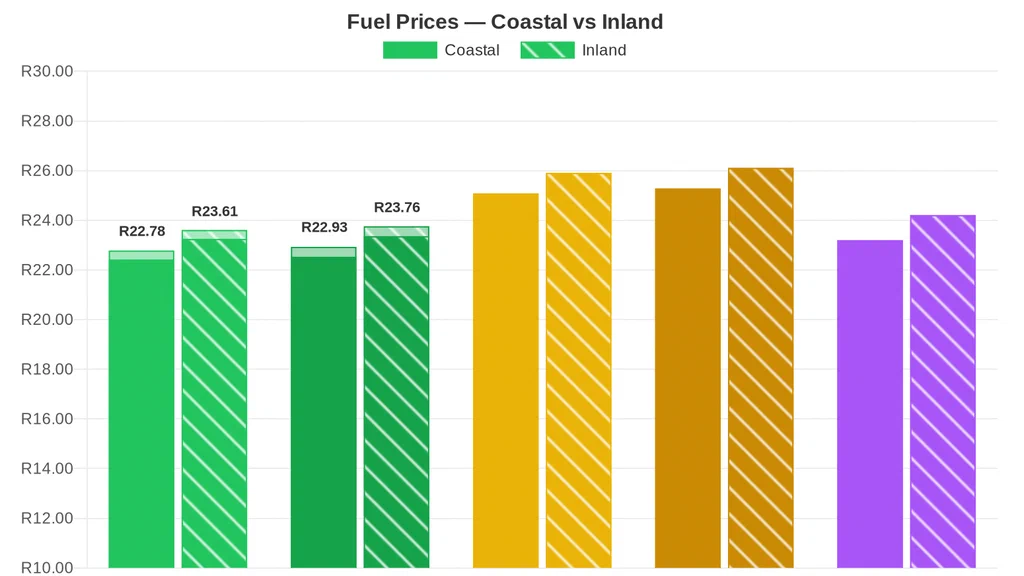 Fuel Prices — Coastal vs Inland
Coastal Inland
R30.00
R28.00
R26.00
R24.00
R23.61 R23.76
R22.78 R22.93
R22.00
R20.00
R18.00
R16.00
R14.00
R12.00
R10.00